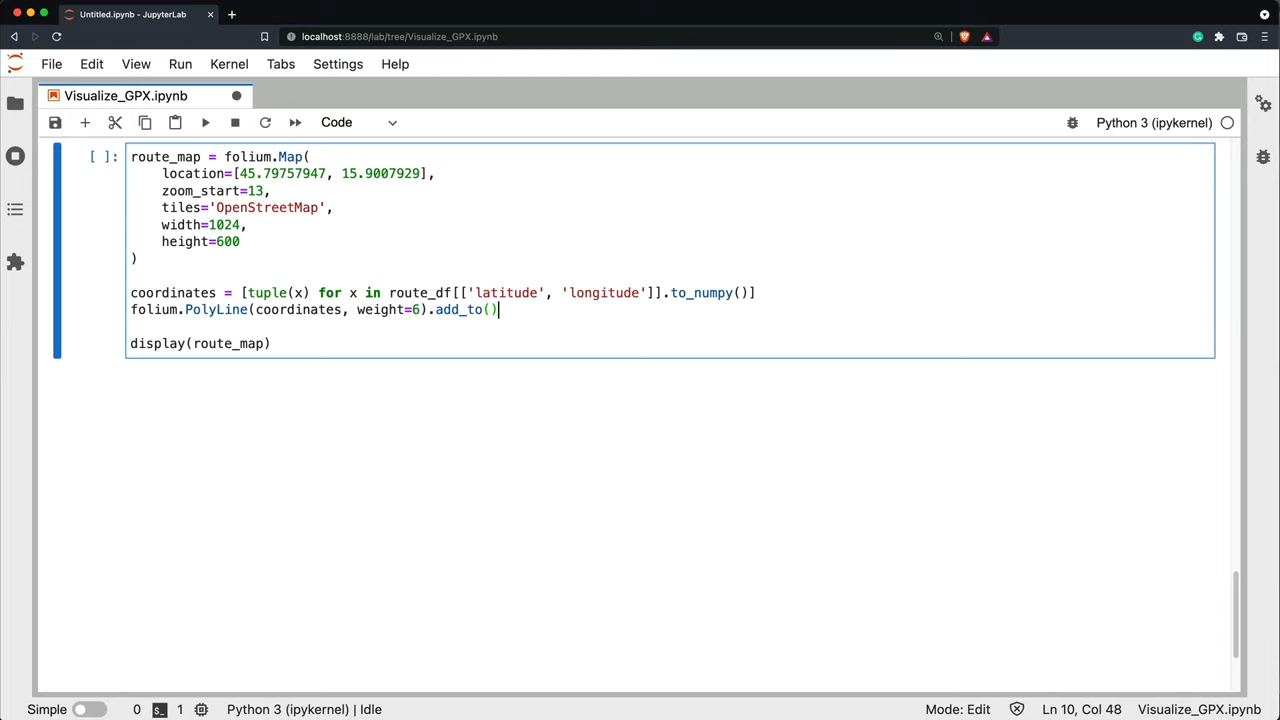 Untitled.ipynb - JupyterLab
localhost:8888/lab/tree/Visualize_GPX.ipynb
File Edit View Run Kernel Tabs Settings Help
Visualize_GPX.ipynb
Code Python 3 (ipykernel)
[ ]: route_map = folium.Map(
location=[45.79757947, 15.9007929],
zoom_start=13,
tiles='OpenStreetMap',
width=1024,
height=600
)
coordinates = [tuple(x) for x in route_df[['latitude', 'longitude']].to_numpy()]
folium.PolyLine(coordinates, weight=6).add_to()
display(route_map)
Simple 0 1 Python 3 (ipykernel) | Idle Mode: Edit Ln 10, Col 48 Visualize_GPX.ipynb